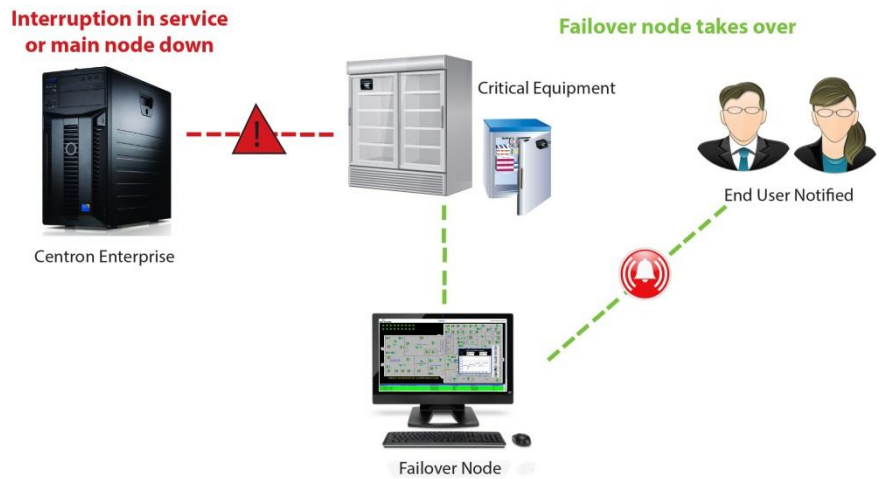 Interruption in service
or main node down
Failover node takes over
Critical Equipment
End User Notified
Centron Enterprise
Failover Node